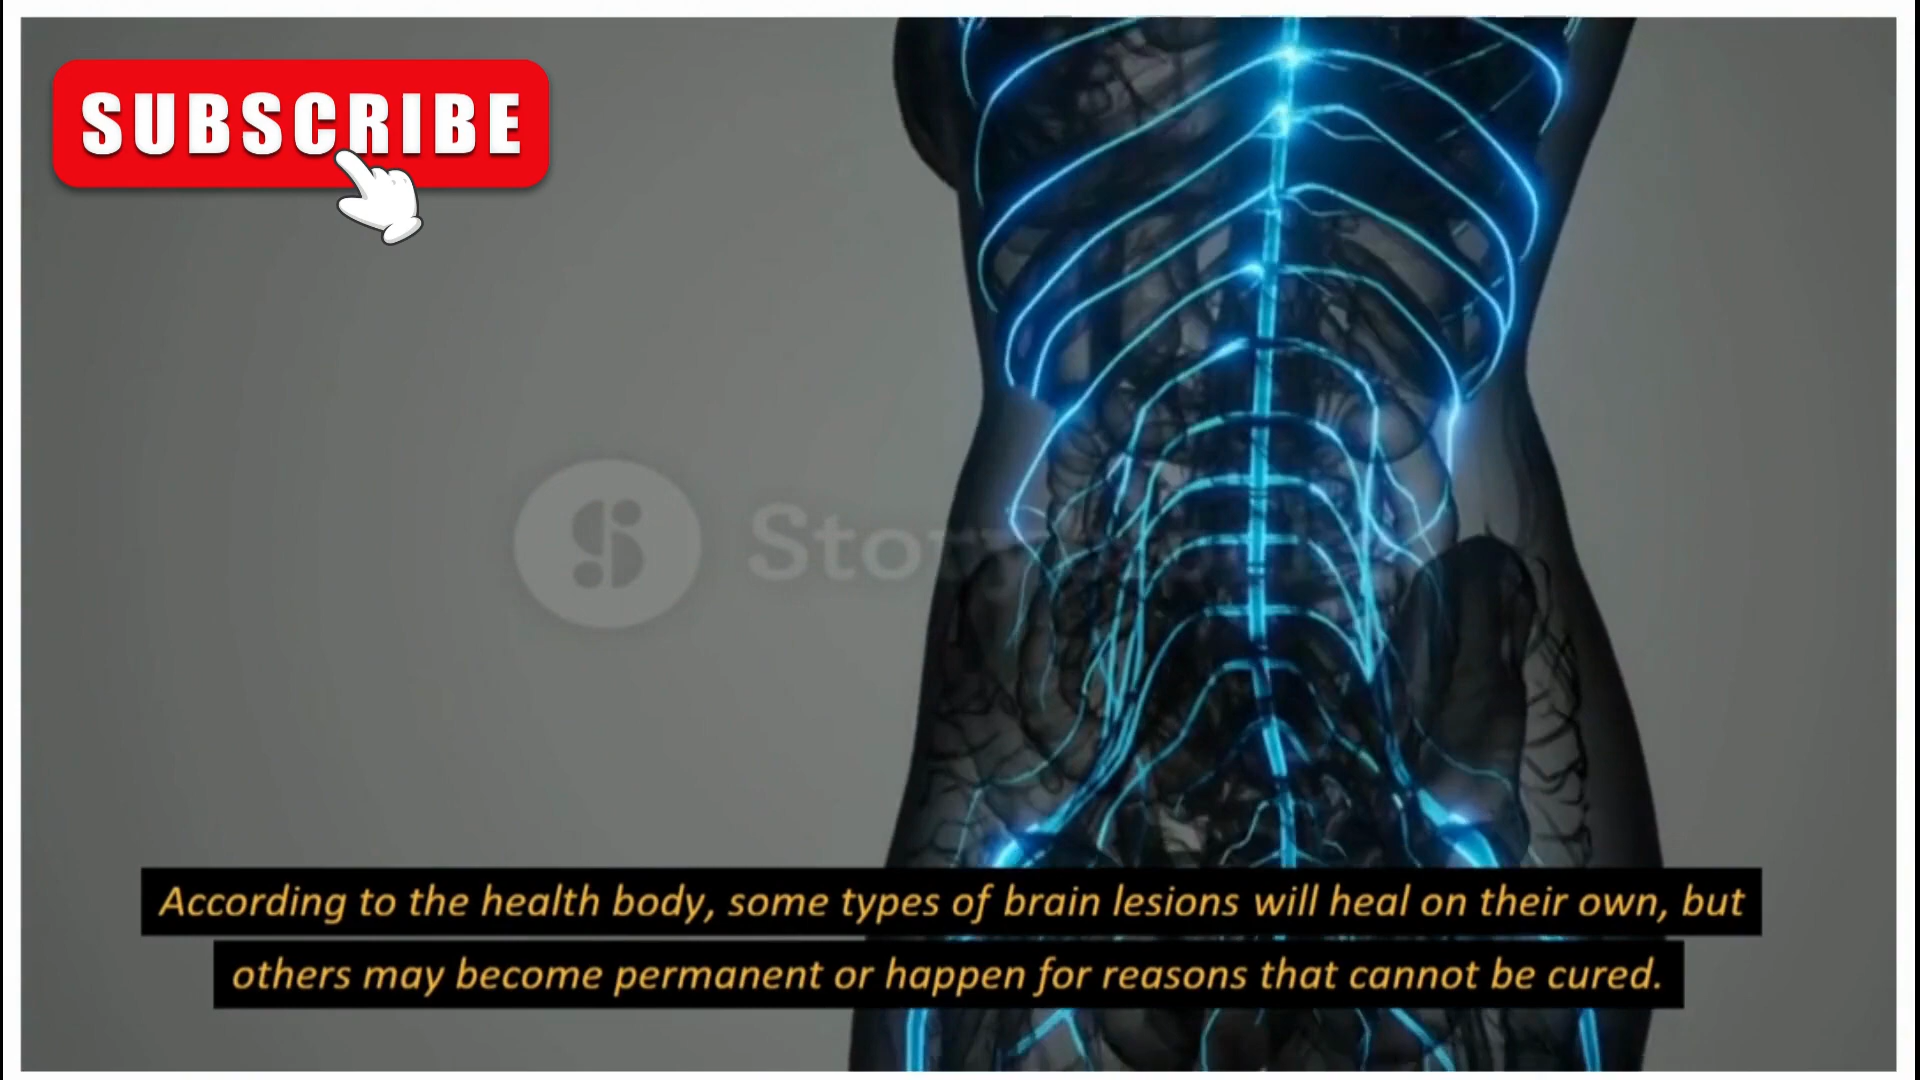 SUBSCRIBE
Story
According to the health body, some types of brain lesions will heal on their own, but
others may become permanent or happen for reasons that cannot be cured.